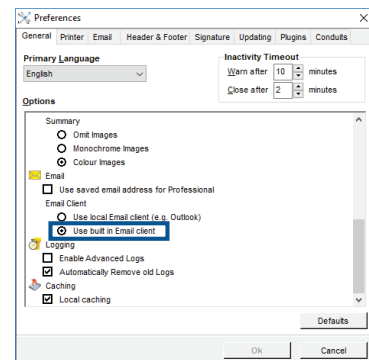 Preferences
General Printer Email Header & Footer Signature Updating Plugins Conduits
Primary Language
English
Inactivity Timeout
Warn after 10 minutes
Close after 2 minutes
Options
Summary
Omit Images
Monochrome Images
Colour Images
Email
Use saved email address for Professional
Email Client
Use local Email client (e.g. Outlook)
Use built in Email client
Logging
Enable Advanced Logs
Automatically Remove old Logs
Caching
Local caching
Defaults
Ok Cancel